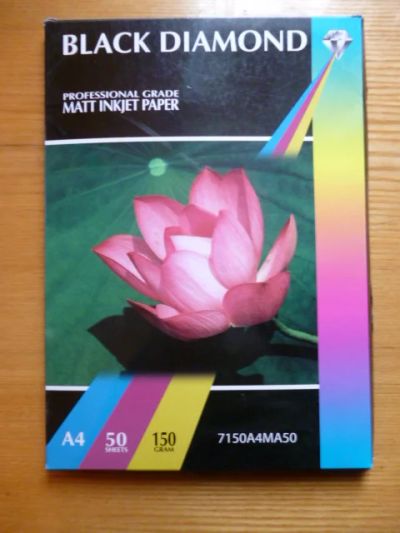 BLACK DIAMOND
PROFESSIONAL GRADE
MATT INKJET PAPER
A4 50 SHEETS 150 GRAM 7150A4MA50